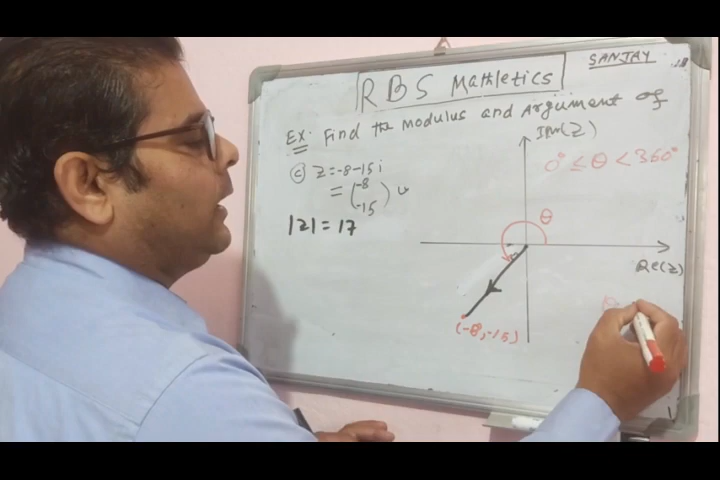 SANJAY
RBS Mathletics
EX: Find the Modulus and Argument of
(c) z = -8 - 15 i
= (-8
-15)
|z| = 17
Im(z)
0° ≤ θ < 360°
θ
Re(z)
(-8, -15)